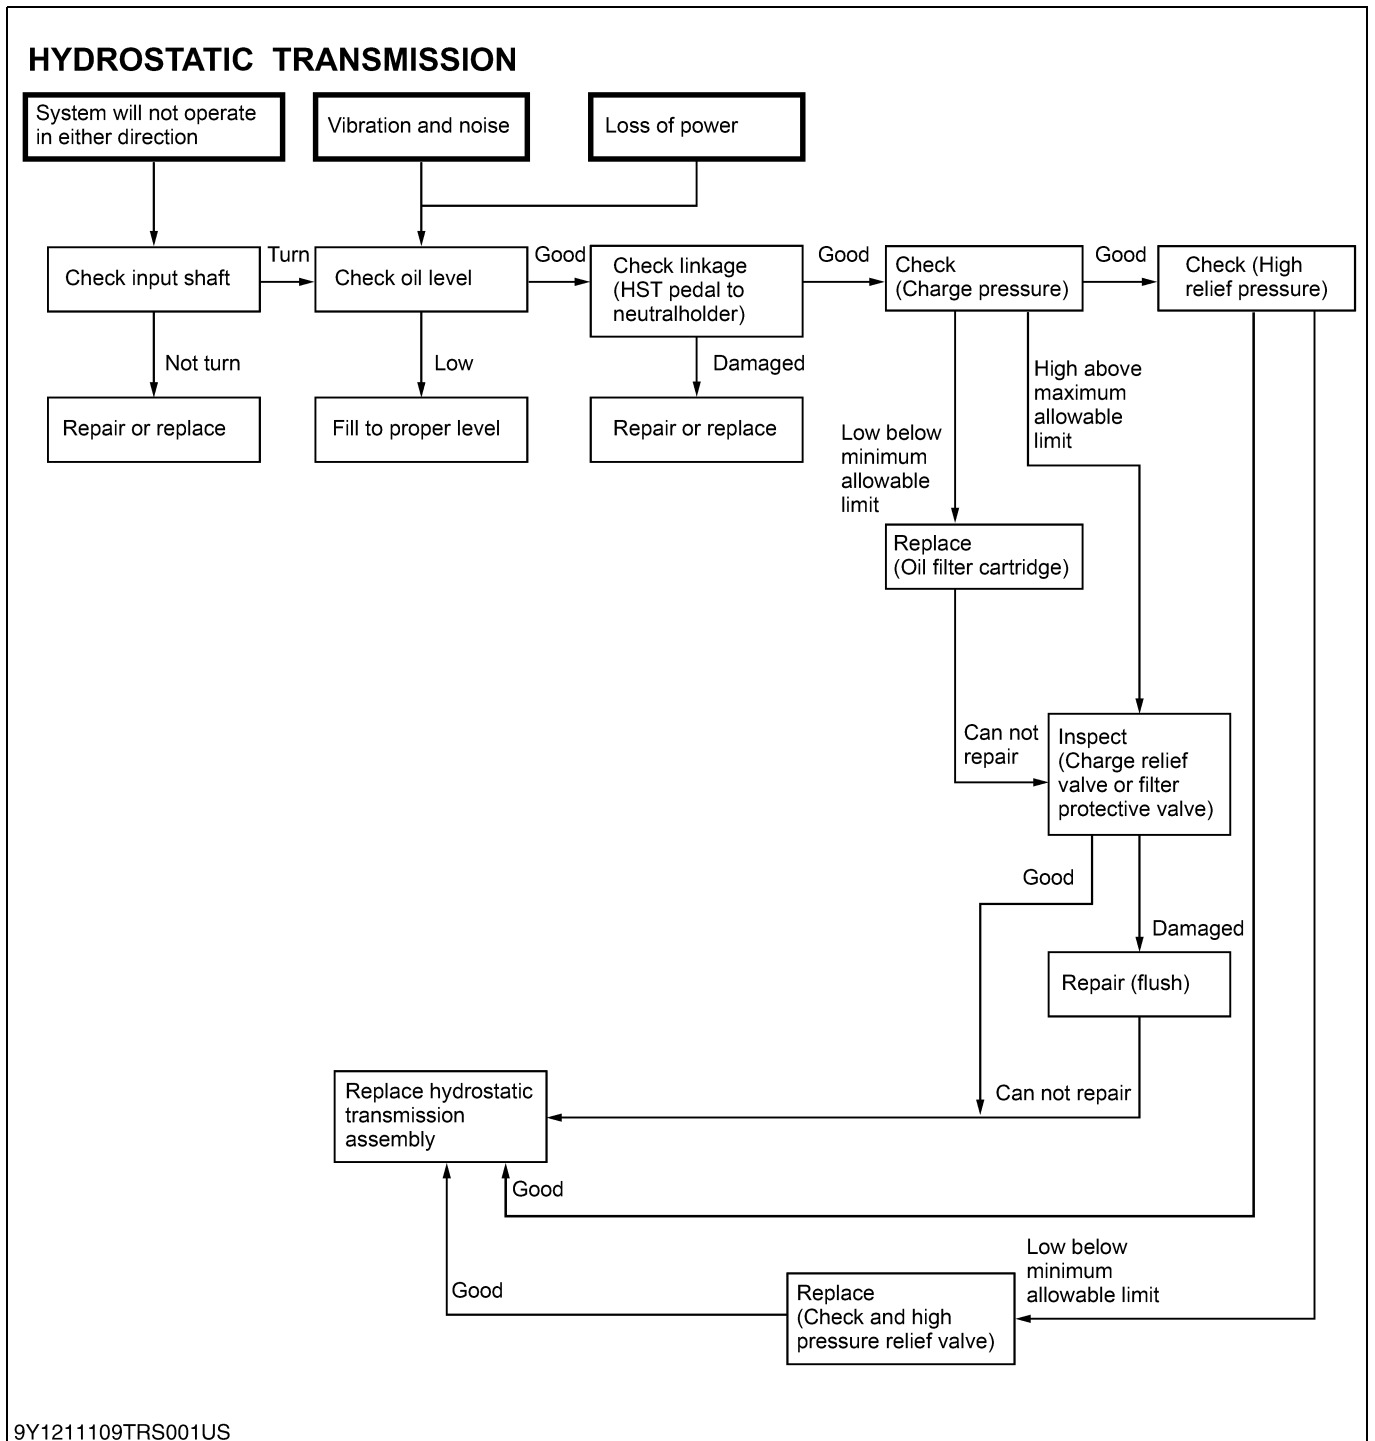 HYDROSTATIC TRANSMISSION
System will not operate
in either direction
Vibration and noise
Loss of power
Check input shaft
Turn
Check oil level
Good
Check linkage
(HST pedal to
neutralholder)
Good
Check
(Charge pressure)
Good
Check (High
relief pressure)
Not turn
Low
Damaged
High above
maximum
allowable
limit
Repair or replace
Fill to proper level
Repair or replace
Low below
minimum
allowable
limit
Replace
(Oil filter cartridge)
Can not
repair
Inspect
(Charge relief
valve or filter
protective valve)
Good
Damaged
Repair (flush)
Replace hydrostatic
transmission
assembly
Can not repair
Good
Low below
minimum
allowable limit
Good
Replace
(Check and high
pressure relief valve)
9Y1211109TRS001US